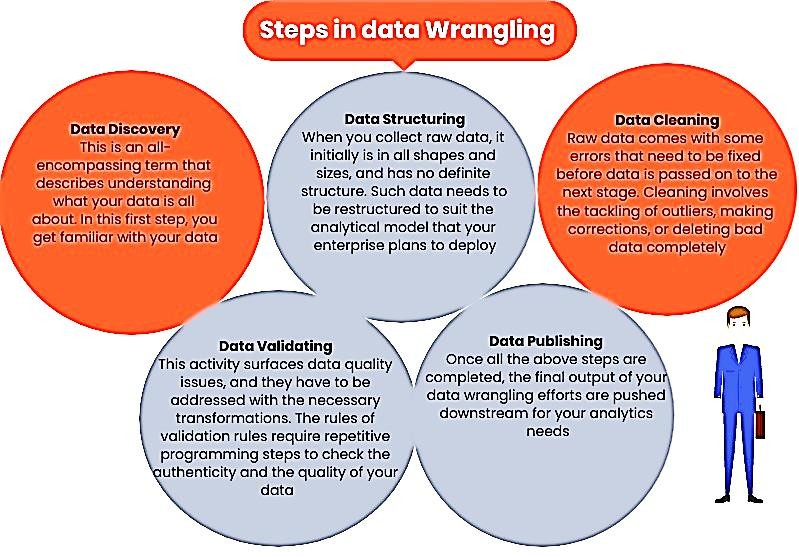 Steps in data Wrangling
Data Discovery
This is an all-
encompassing term that
describes understanding
what your data is all
about. In this first step, you
get familiar with your data
Data Structuring
When you collect raw data, it
initially is in all shapes and
sizes, and has no definite
structure. Such data needs to
be restructured to suit the
analytical model that your
enterprise plans to deploy
Data Cleaning
Raw data comes with some
errors that need to be fixed
before data is passed on to the
next stage. Cleaning involves
the tackling of outliers, making
corrections, or deleting bad
data completely
Data Validating
This activity surfaces data quality
issues, and they have to be
addressed with the necessary
transformations. The rules of
validation rules require repetitive
programming steps to check the
authenticity and the quality of your
data
Data Publishing
Once all the above steps are
completed, the final output of your
data wrangling efforts are pushed
downstream for your analytics
needs